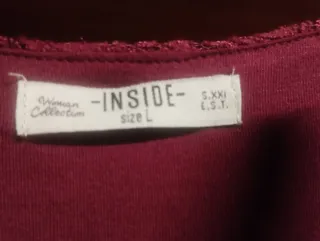 Woman
Collection
-INSIDE-
size L
S.XXI
L.S.T.